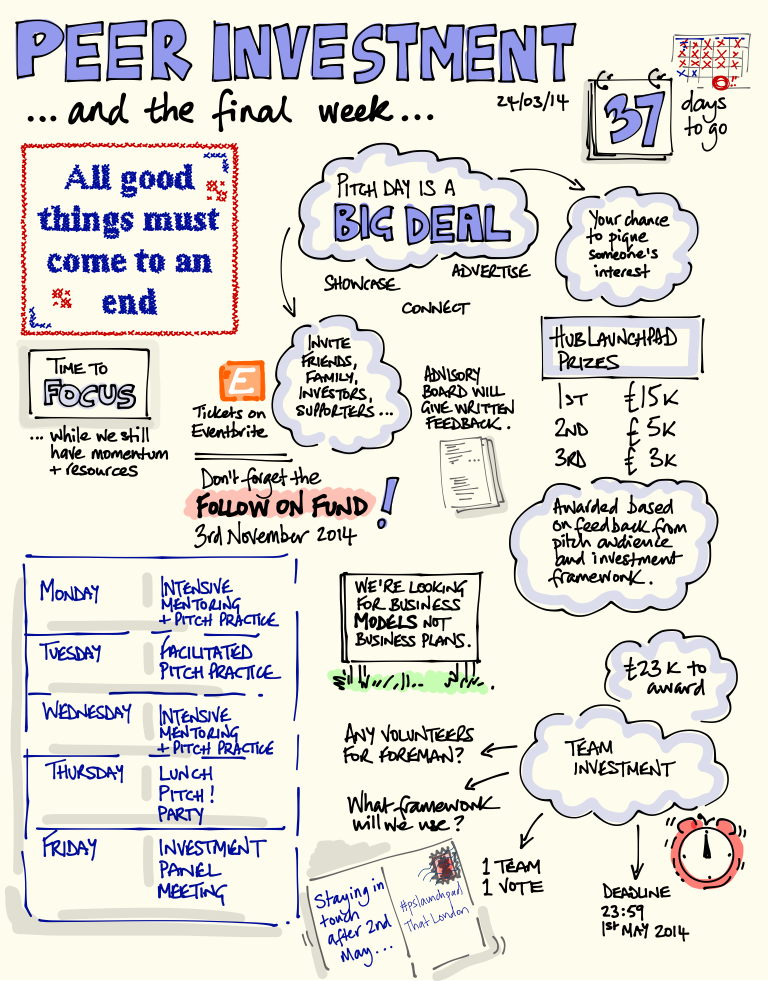 PEER INVESTMENT
...and the final week...
24/03/14
37
days
to go
All good
things must
come to an
end
PITCH DAY IS A
BIG DEAL
SHOWCASE
ADVERTISE
CONNECT
Your chance
to pique
someone's
interest
TIME TO
FOCUS
... while we still
have momentum
+ resources
E
Tickets on
Eventbrite
INVITE
FRIENDS,
FAMILY,
INVESTORS,
SUPPORTERS...
ADVISORY
BOARD WILL
GIVE WRITTEN
FEEDBACK.
HUB LAUNCHPAD
PRIZES
1ST £15K
2ND £5K
3RD £3K
Awarded based
on feedback from
pitch audience
and investment
framework.
Don't forget the
FOLLOW ON FUND!
3rd November 2014
MONDAY INTENSIVE
MENTORING
+ PITCH PRACTICE
TUESDAY FACILITATED
PITCH PRACTICE
WEDNESDAY INTENSIVE
MENTORING
+ PITCH PRACTICE
THURSDAY LUNCH
PITCH!
PARTY
FRIDAY INVESTMENT
PANEL
MEETING
WE'RE LOOKING
FOR BUSINESS
MODELS NOT
BUSINESS PLANS.
£23K to
award
TEAM
INVESTMENT
ANY VOLUNTEERS
FOR FOREMAN?
What framework
will we use?
1 TEAM
1 VOTE
DEADLINE
23:59
1st MAY 2014
Staying in
touch
after 2nd
May...
#pslaunchpad
That London